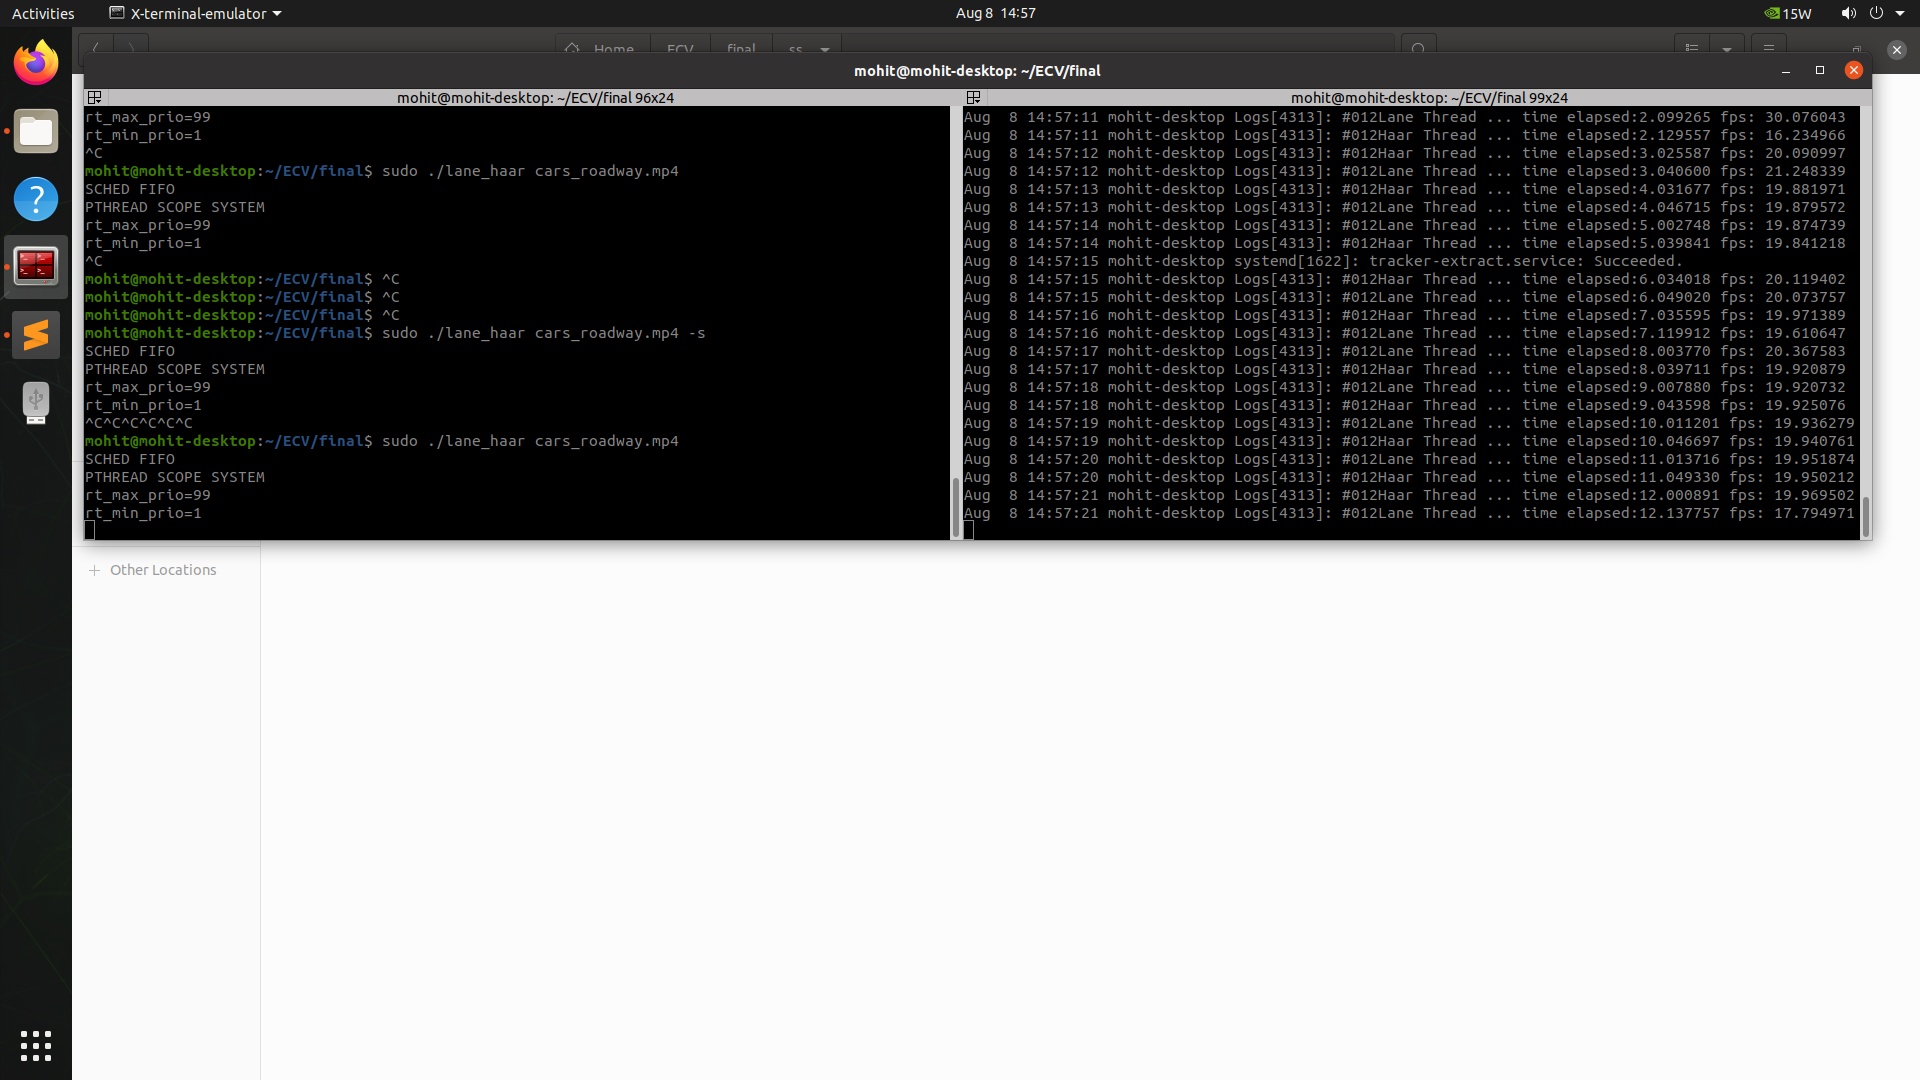 Activities
X-terminal-emulator
Aug 8 14:57
15W
Home
ECV
final
ss
mohit@mohit-desktop: ~/ECV/final
mohit@mohit-desktop: ~/ECV/final 96x24
rt_max_prio=99
rt_min_prio=1
^C
mohit@mohit-desktop:~/ECV/final$ sudo ./lane_haar cars_roadway.mp4
SCHED FIFO
PTHREAD SCOPE SYSTEM
rt_max_prio=99
rt_min_prio=1
^C
mohit@mohit-desktop:~/ECV/final$ ^C
mohit@mohit-desktop:~/ECV/final$ ^C
mohit@mohit-desktop:~/ECV/final$ ^C
mohit@mohit-desktop:~/ECV/final$ sudo ./lane_haar cars_roadway.mp4 -s
SCHED FIFO
PTHREAD SCOPE SYSTEM
rt_max_prio=99
rt_min_prio=1
^C^C^C^C^C^C
mohit@mohit-desktop:~/ECV/final$ sudo ./lane_haar cars_roadway.mp4
SCHED FIFO
PTHREAD SCOPE SYSTEM
rt_max_prio=99
rt_min_prio=1
mohit@mohit-desktop: ~/ECV/final 99x24
Aug  8 14:57:11 mohit-desktop Logs[4313]: #012Lane Thread ... time elapsed:2.099265 fps: 30.076043
Aug  8 14:57:11 mohit-desktop Logs[4313]: #012Haar Thread ... time elapsed:2.129557 fps: 16.234966
Aug  8 14:57:12 mohit-desktop Logs[4313]: #012Haar Thread ... time elapsed:3.025587 fps: 20.090997
Aug  8 14:57:12 mohit-desktop Logs[4313]: #012Lane Thread ... time elapsed:3.040600 fps: 21.248339
Aug  8 14:57:13 mohit-desktop Logs[4313]: #012Haar Thread ... time elapsed:4.031677 fps: 19.881971
Aug  8 14:57:13 mohit-desktop Logs[4313]: #012Lane Thread ... time elapsed:4.046715 fps: 19.879572
Aug  8 14:57:14 mohit-desktop Logs[4313]: #012Lane Thread ... time elapsed:5.002748 fps: 19.874739
Aug  8 14:57:14 mohit-desktop Logs[4313]: #012Haar Thread ... time elapsed:5.039841 fps: 19.841218
Aug  8 14:57:15 mohit-desktop systemd[1622]: tracker-extract.service: Succeeded.
Aug  8 14:57:15 mohit-desktop Logs[4313]: #012Haar Thread ... time elapsed:6.034018 fps: 20.119402
Aug  8 14:57:15 mohit-desktop Logs[4313]: #012Lane Thread ... time elapsed:6.049020 fps: 20.073757
Aug  8 14:57:16 mohit-desktop Logs[4313]: #012Haar Thread ... time elapsed:7.035595 fps: 19.971389
Aug  8 14:57:16 mohit-desktop Logs[4313]: #012Lane Thread ... time elapsed:7.119912 fps: 19.610647
Aug  8 14:57:17 mohit-desktop Logs[4313]: #012Lane Thread ... time elapsed:8.003770 fps: 20.367583
Aug  8 14:57:17 mohit-desktop Logs[4313]: #012Haar Thread ... time elapsed:8.039711 fps: 19.920879
Aug  8 14:57:18 mohit-desktop Logs[4313]: #012Lane Thread ... time elapsed:9.007880 fps: 19.920732
Aug  8 14:57:18 mohit-desktop Logs[4313]: #012Haar Thread ... time elapsed:9.043598 fps: 19.925076
Aug  8 14:57:19 mohit-desktop Logs[4313]: #012Lane Thread ... time elapsed:10.011201 fps: 19.936279
Aug  8 14:57:19 mohit-desktop Logs[4313]: #012Haar Thread ... time elapsed:10.046697 fps: 19.940761
Aug  8 14:57:20 mohit-desktop Logs[4313]: #012Lane Thread ... time elapsed:11.013716 fps: 19.951874
Aug  8 14:57:20 mohit-desktop Logs[4313]: #012Haar Thread ... time elapsed:11.049330 fps: 19.950212
Aug  8 14:57:21 mohit-desktop Logs[4313]: #012Haar Thread ... time elapsed:12.000891 fps: 19.969502
Aug  8 14:57:21 mohit-desktop Logs[4313]: #012Lane Thread ... time elapsed:12.137757 fps: 17.794971
Other Locations